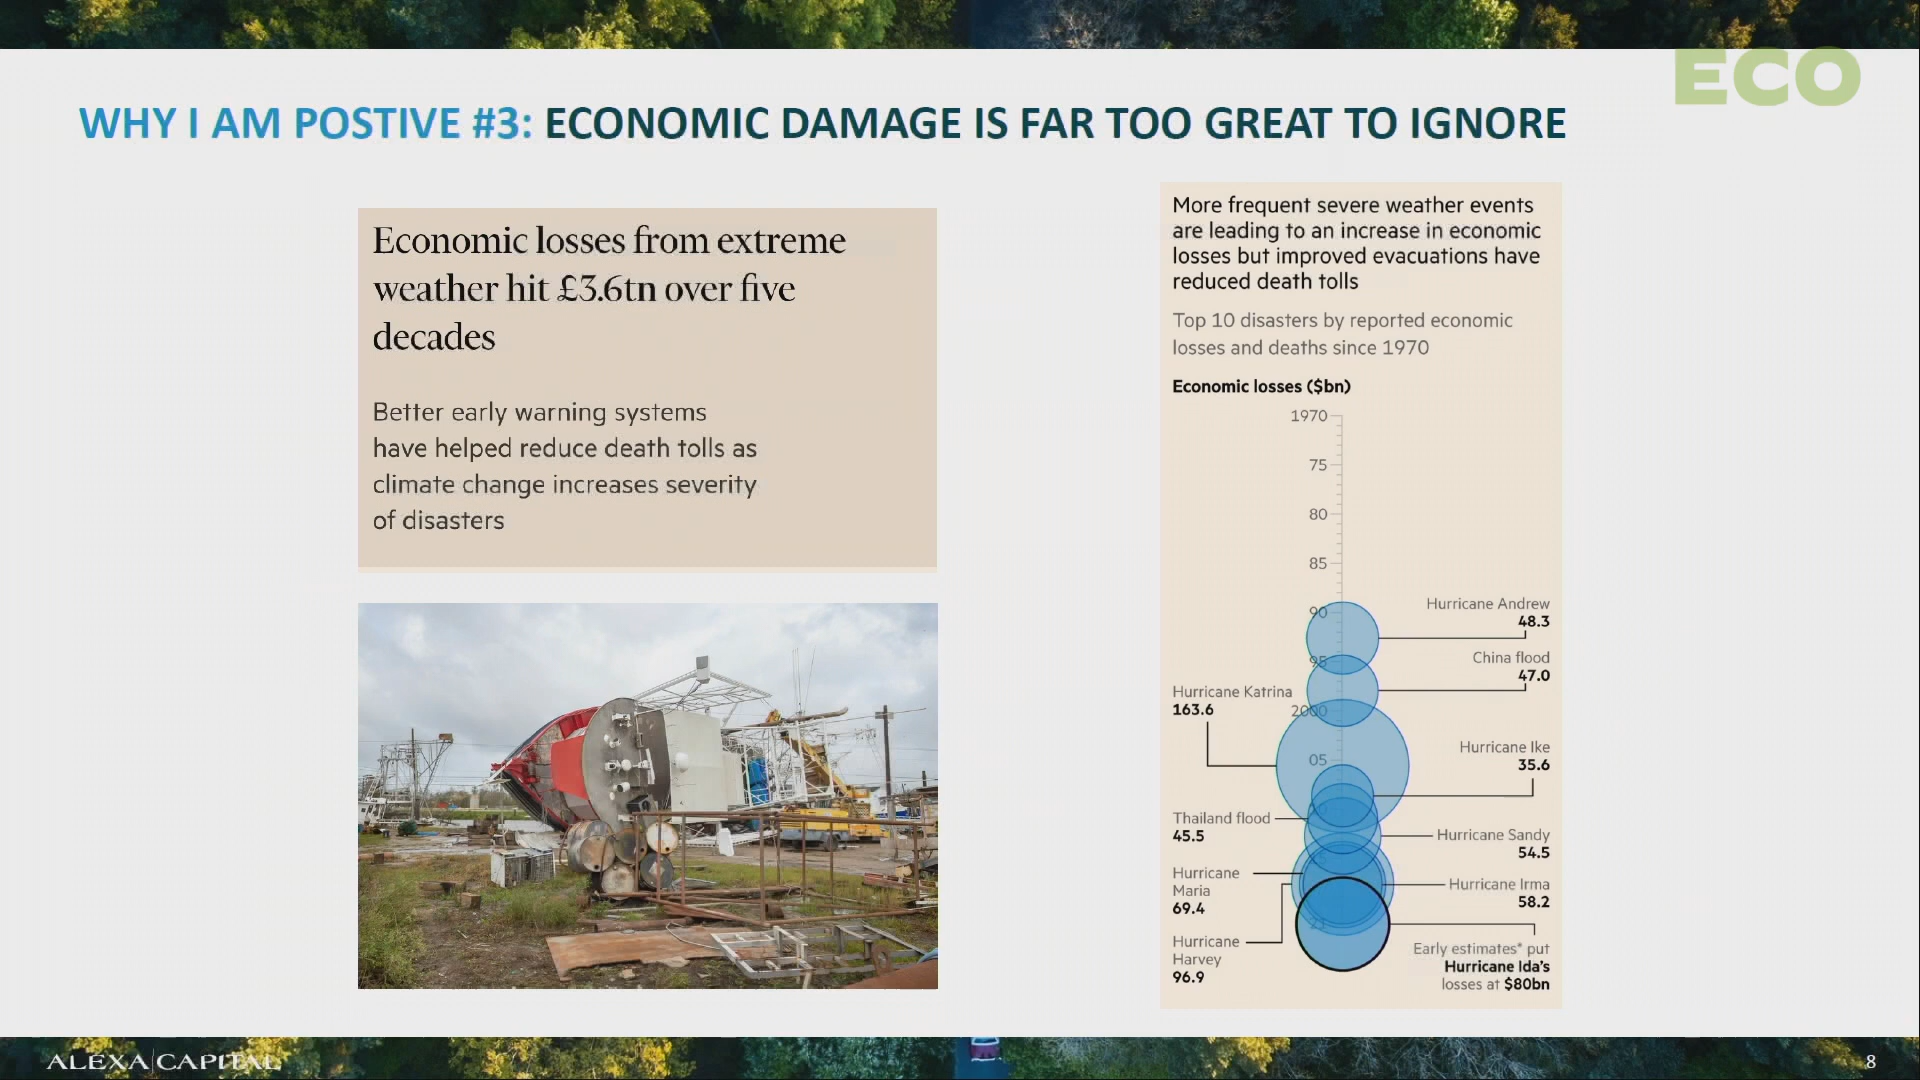 ECO
WHY I AM POSTIVE #3: ECONOMIC DAMAGE IS FAR TOO GREAT TO IGNORE
Economic losses from extreme
weather hit £3.6tn over five
decades
Better early warning systems
have helped reduce death tolls as
climate change increases severity
of disasters
More frequent severe weather events
are leading to an increase in economic
losses but improved evacuations have
reduced death tolls
Top 10 disasters by reported economic
losses and deaths since 1970
Economic losses ($bn)
1970
75
80
85
90
95
2000
05
10
15
21
Hurricane Andrew
48.3
China flood
47.0
Hurricane Katrina
163.6
Hurricane Ike
35.6
Thailand flood
45.5
Hurricane Sandy
54.5
Hurricane
Maria
69.4
Hurricane Irma
58.2
Hurricane
Harvey
96.9
Early estimates* put
Hurricane Ida's
losses at $80bn
ALEXA|CAPITAL
8